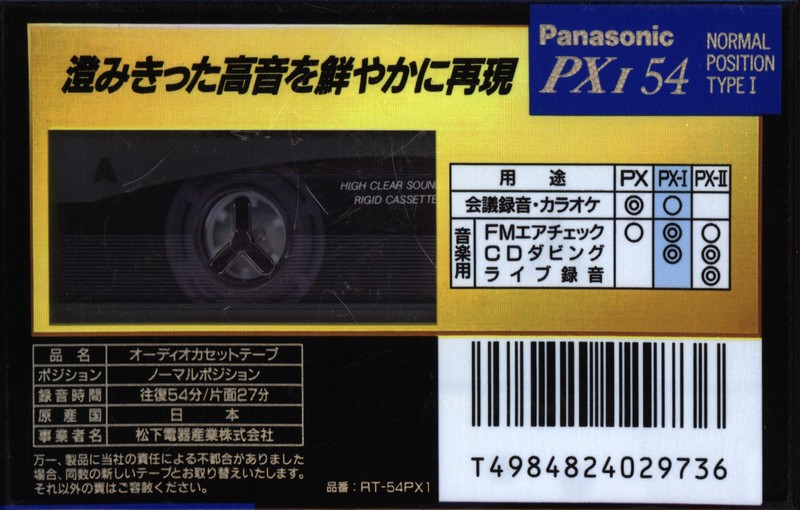 澄みきった高音を鮮やかに再現
Panasonic
PX I 54
NORMAL
POSITION
TYPE I
A
HIGH CLEAR SOUN
RIGID CASSETTE
用途 PX PX-I PX-II
会議録音・カラオケ ◎ ○
音楽用
FMエアチェック ○ ◎ ○
CDダビング ◎ ◎
ライブ録音 ◎
品名 オーディオカセットテープ
ポジション ノーマルポジション
録音時間 往復54分/片面27分
原産国 日本
事業者名 松下電器産業株式会社
万一、製品に当社の責任による不都合がありました
場合、同数の新しいテープとお取り替えいたします。
それ以外の責はご容赦ください。
品番：RT-54PX1
T4984824029736